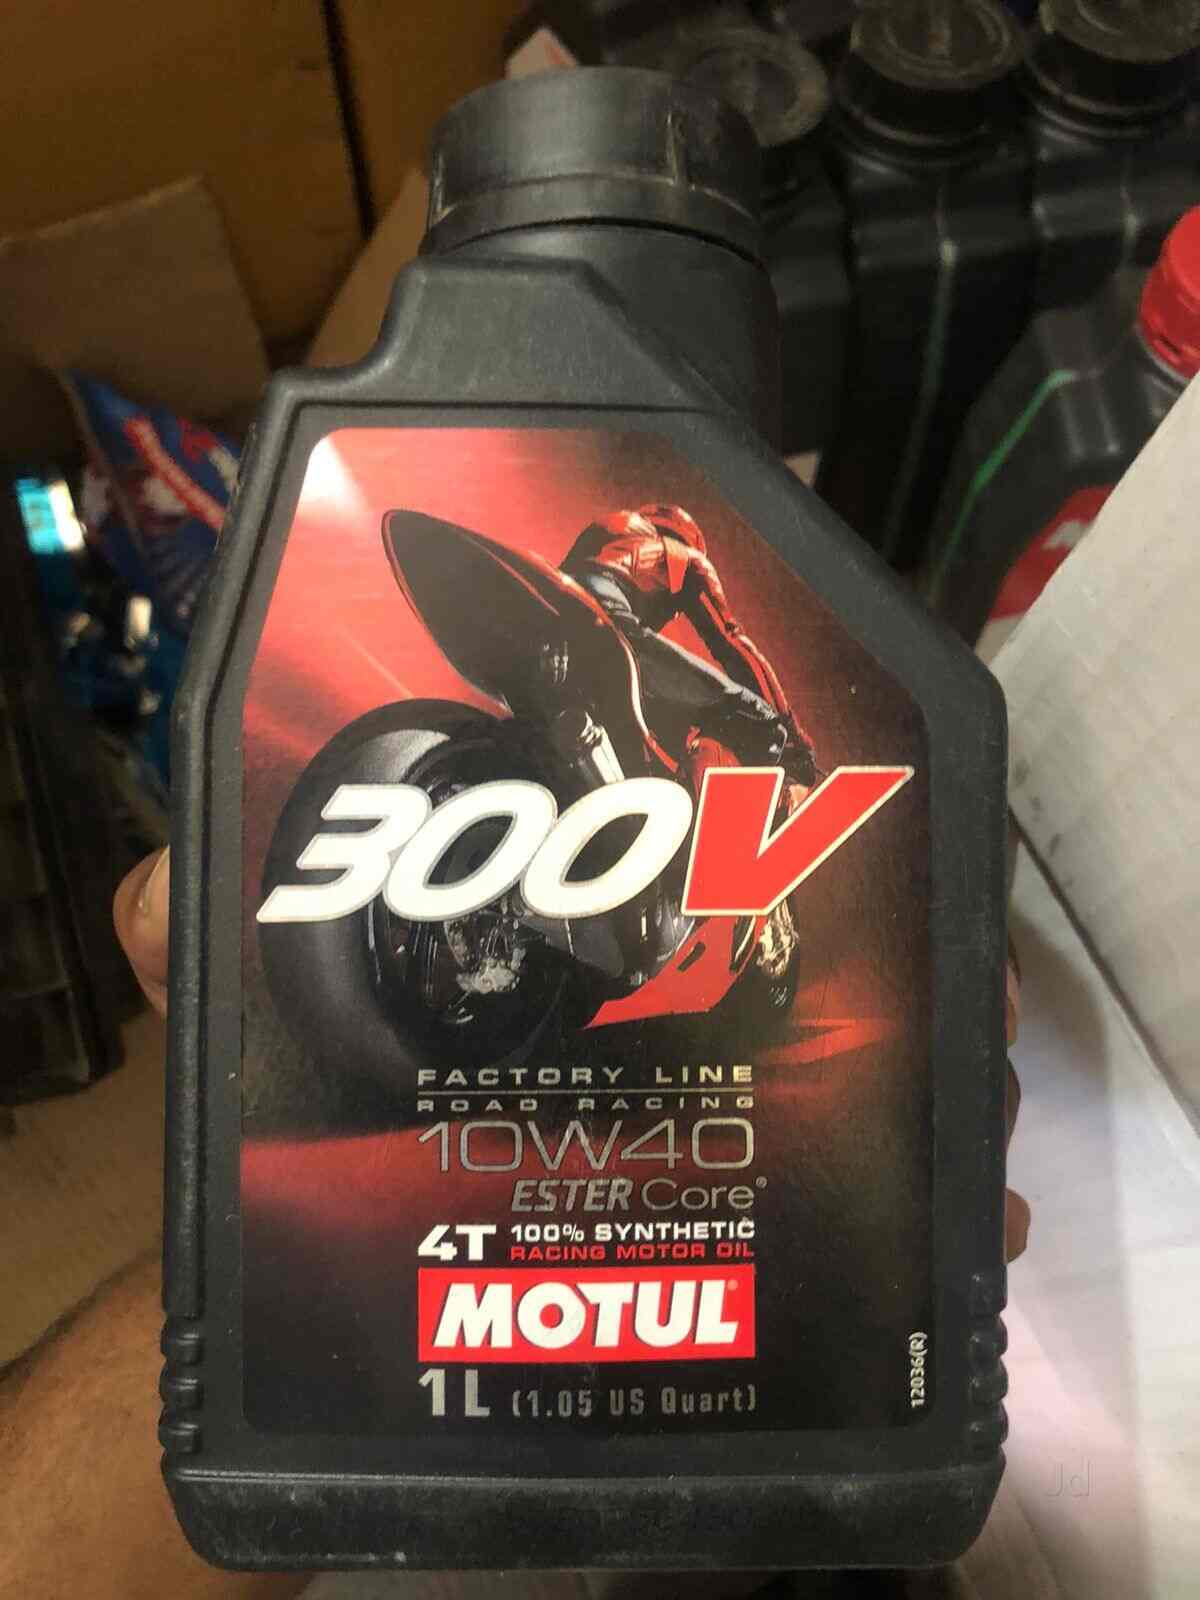 300V
FACTORY LINE
ROAD RACING
10W40
ESTER Core®
4T 100% SYNTHETIC
RACING MOTOR OIL
MOTUL®
1L (1.05 US Quart)
12036(R)
Jd